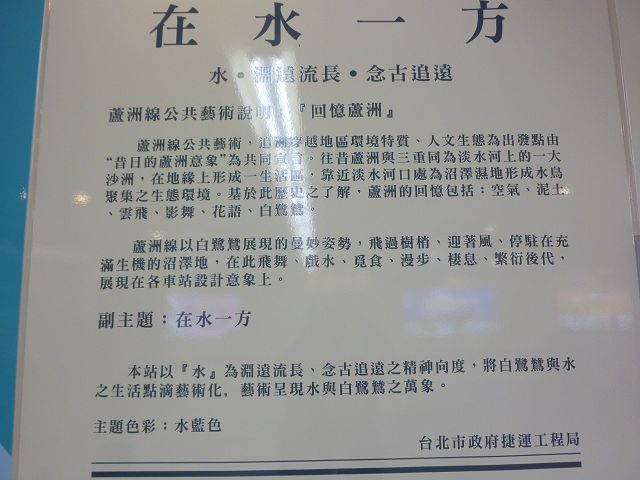 在水一方
水•淵遠流長•念古追遠
蘆洲線公共藝術說明：『回憶蘆洲』
蘆洲線公共藝術，追溯穿越地區環境特質、人文生態為出發點由
“昔日的蘆洲意象”為共同宣言。往昔蘆洲與三重同為淡水河上的一大
沙洲，在地緣上形成一生活區，靠近淡水河口處為沼澤濕地形成水鳥
聚集之生態環境。基於此歷史之了解，蘆洲的回憶包括：空氣、泥土
、雲飛、影舞、花語、白鷺鷥。
蘆洲線以白鷺鷥展現的曼妙姿勢，飛過樹梢、迎著風、停駐在充
滿生機的沼澤地，在此飛舞、戲水、覓食、漫步、棲息、繁衍後代，
展現在各車站設計意象上。
副主題：在水一方
本站以『水』為淵遠流長、念古追遠之精神向度，將白鷺鷥與水
之生活點滴藝術化，藝術呈現水與白鷺鷥之萬象。
主題色彩：水藍色
台北市政府捷運工程局